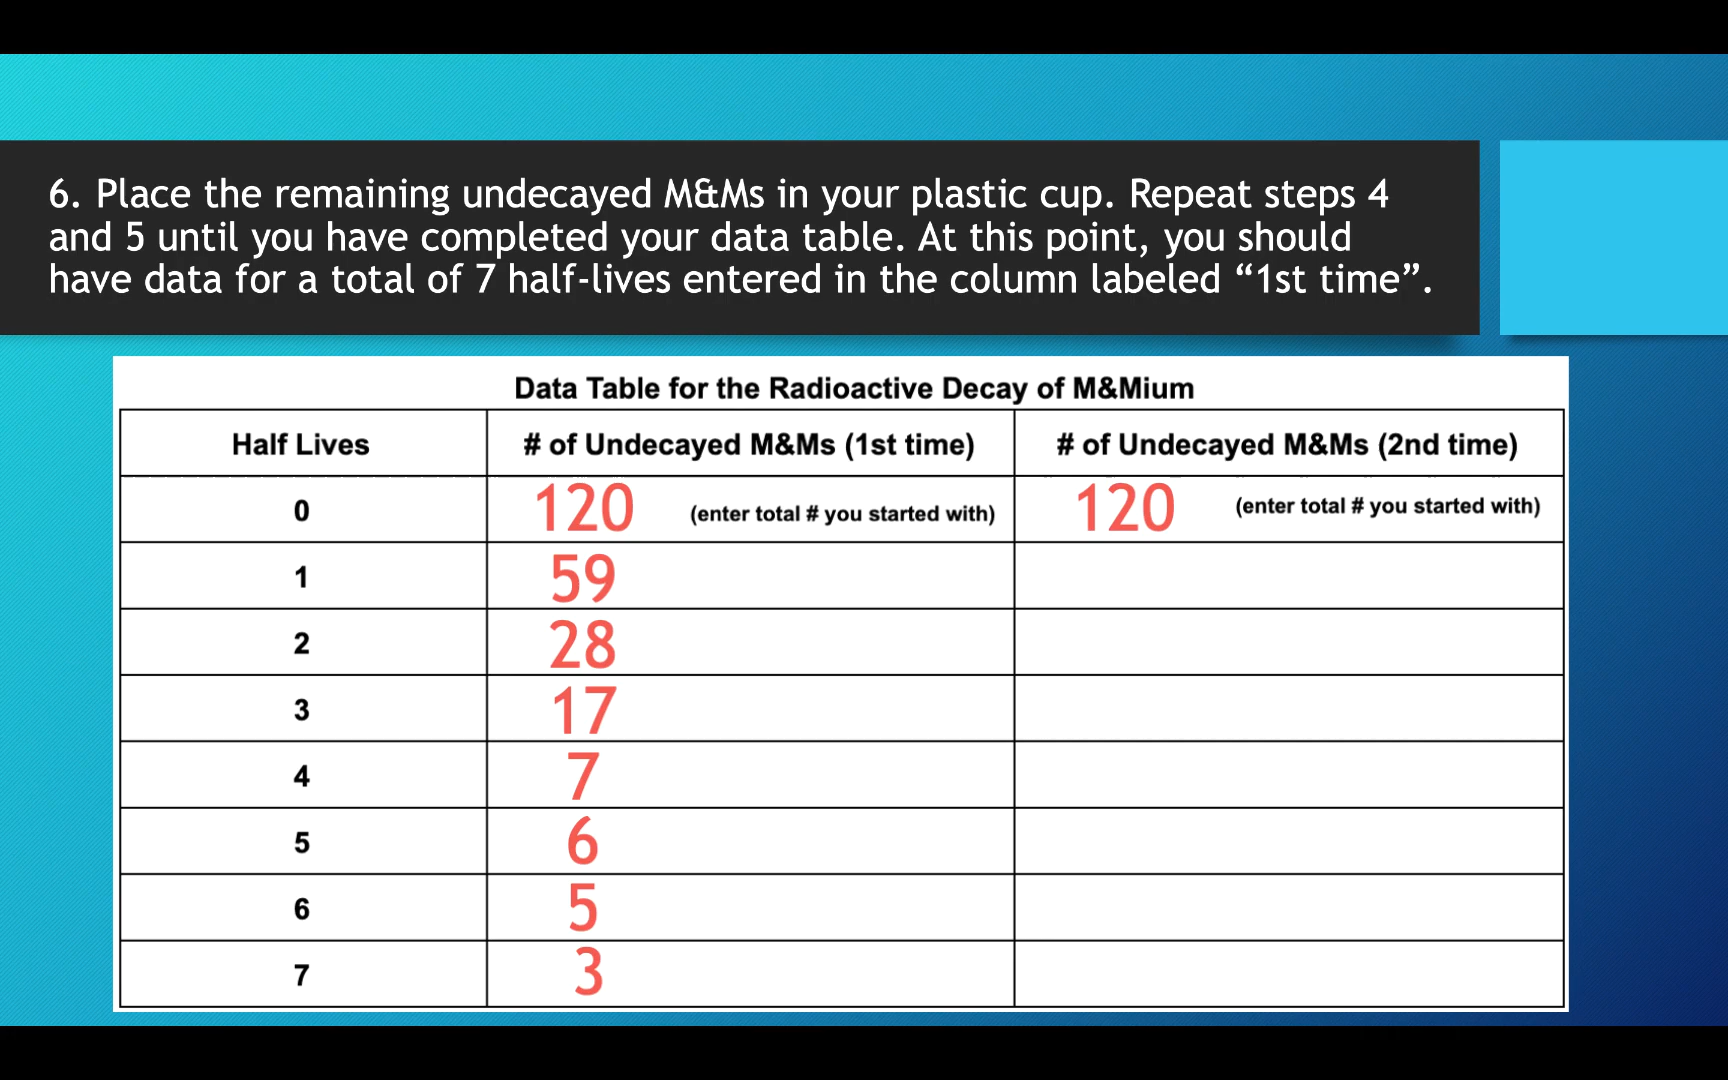 6. Place the remaining undecayed M&Ms in your plastic cup. Repeat steps 4
and 5 until you have completed your data table. At this point, you should
have data for a total of 7 half-lives entered in the column labeled “1st time”.
Data Table for the Radioactive Decay of M&Mium
Half Lives # of Undecayed M&Ms (1st time) # of Undecayed M&Ms (2nd time)
0 120 (enter total # you started with) 120 (enter total # you started with)
1 59
2 28
3 17
4 7
5 6
6 5
7 3